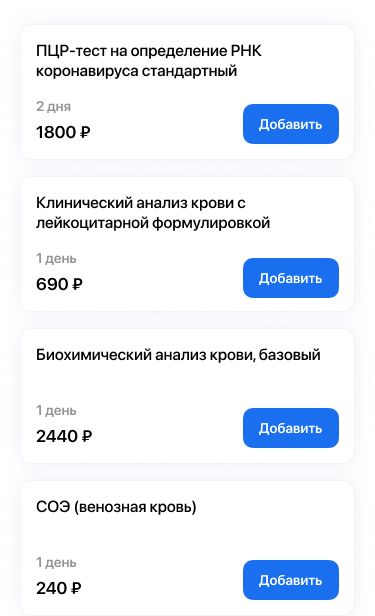 ПЦР-тест на определение РНК
коронавируса стандартный
2 дня
1800 ₽
Добавить
Клинический анализ крови с
лейкоцитарной формулировкой
1 день
690 ₽
Добавить
Биохимический анализ крови, базовый
1 день
2440 ₽
Добавить
СОЭ (венозная кровь)
1 день
240 ₽
Добавить